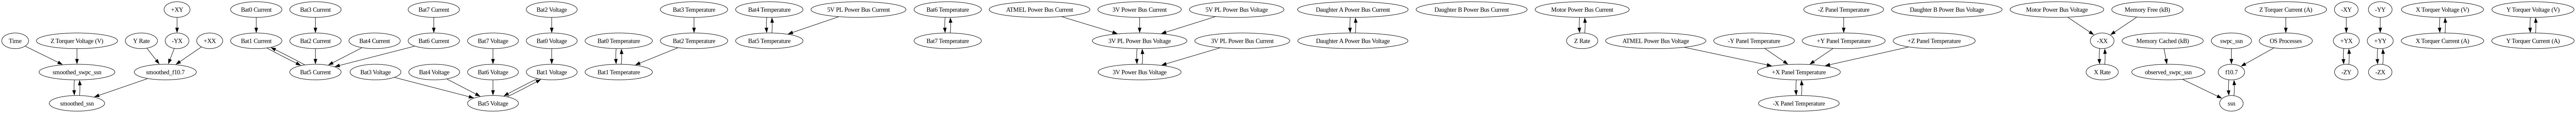 +XY
Bat0 Current
Bat3 Current
Bat7 Current
Bat2 Voltage
Bat3 Temperature
Bat4 Temperature
5V PL Power Bus Current
Bat6 Temperature
ATMEL Power Bus Current
3V Power Bus Current
5V PL Power Bus Voltage
Daughter A Power Bus Current
Daughter B Power Bus Current
Motor Power Bus Current
-Z Panel Temperature
Daughter B Power Bus Voltage
Motor Power Bus Voltage
Memory Free (kB)
Z Torquer Current (A)
-XY
-YY
X Torquer Voltage (V)
Y Torquer Voltage (V)
Time
Z Torquer Voltage (V)
Y Rate
-YX
+XX
Bat1 Current
Bat2 Current
Bat4 Current
Bat6 Current
Bat7 Voltage
Bat0 Voltage
Bat0 Temperature
Bat2 Temperature
Bat5 Temperature
Bat7 Temperature
3V PL Power Bus Voltage
3V PL Power Bus Current
Daughter A Power Bus Voltage
Z Rate
ATMEL Power Bus Voltage
-Y Panel Temperature
+Y Panel Temperature
+Z Panel Temperature
-XX
Memory Cached (kB)
swpc_ssn
OS Processes
+YX
+YY
X Torquer Current (A)
Y Torquer Current (A)
smoothed_swpc_ssn
smoothed_f10.7
Bat5 Current
Bat3 Voltage
Bat4 Voltage
Bat6 Voltage
Bat1 Voltage
Bat1 Temperature
3V Power Bus Voltage
+X Panel Temperature
X Rate
observed_swpc_ssn
f10.7
-ZY
-ZX
smoothed_ssn
Bat5 Voltage
-X Panel Temperature
ssn